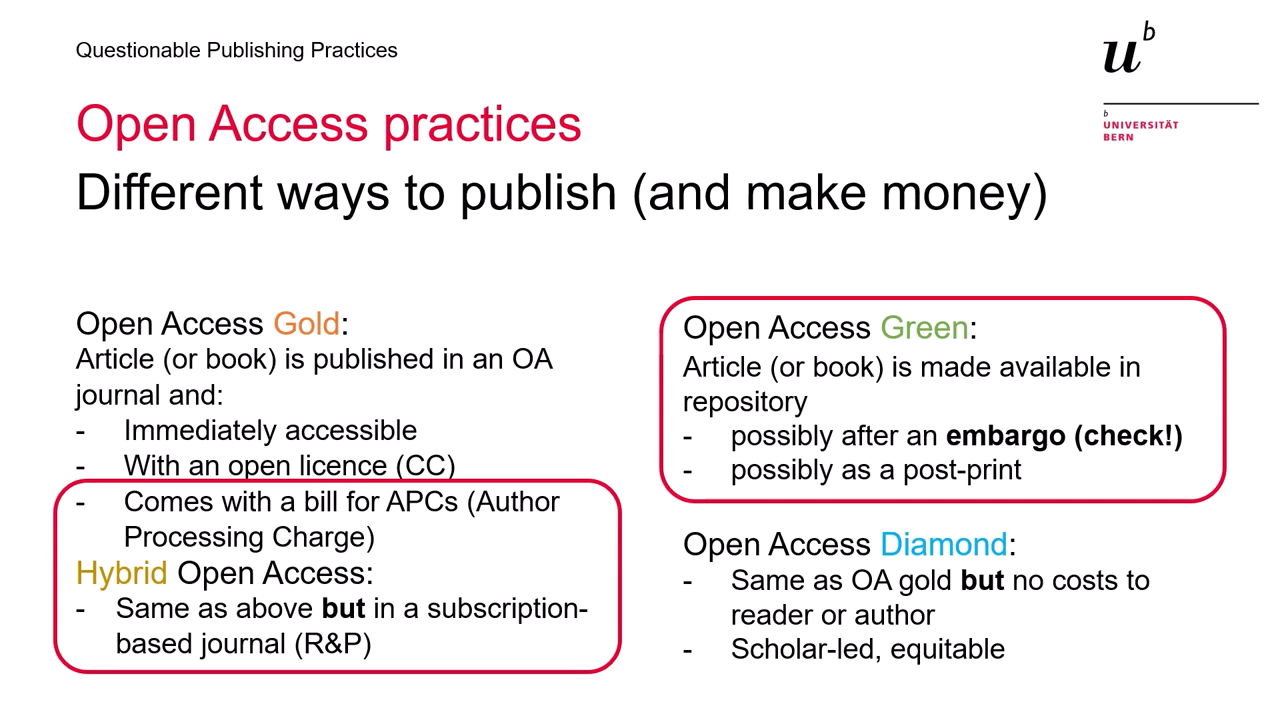 Questionable Publishing Practices
u^b
b
UNIVERSITÄT
BERN
Open Access practices
Different ways to publish (and make money)
Open Access Gold:
Article (or book) is published in an OA
journal and:
- Immediately accessible
- With an open licence (CC)
- Comes with a bill for APCs (Author
Processing Charge)
Hybrid Open Access:
- Same as above but in a subscription-
based journal (R&P)
Open Access Green:
Article (or book) is made available in
repository
- possibly after an embargo (check!)
- possibly as a post-print
Open Access Diamond:
- Same as OA gold but no costs to
reader or author
- Scholar-led, equitable